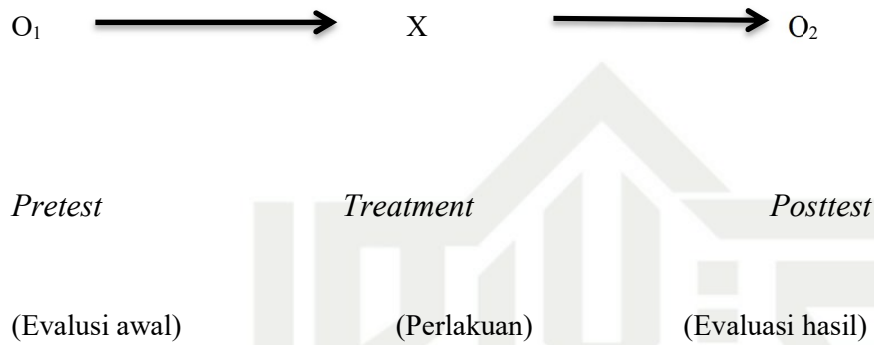 O₁ X O₂
Pretest Treatment Posttest
(Evalusi awal) (Perlakuan) (Evaluasi hasil)